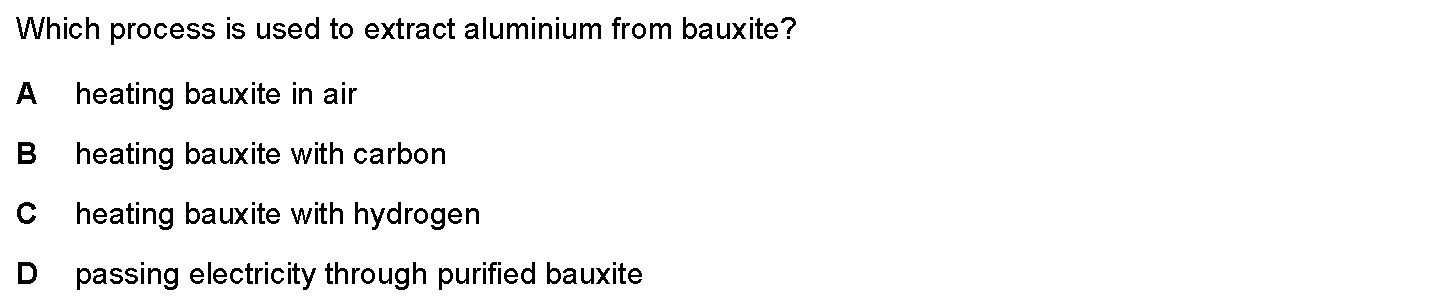 Which process is used to extract aluminium from bauxite?
A heating bauxite in air
B heating bauxite with carbon
C heating bauxite with hydrogen
D passing electricity through purified bauxite